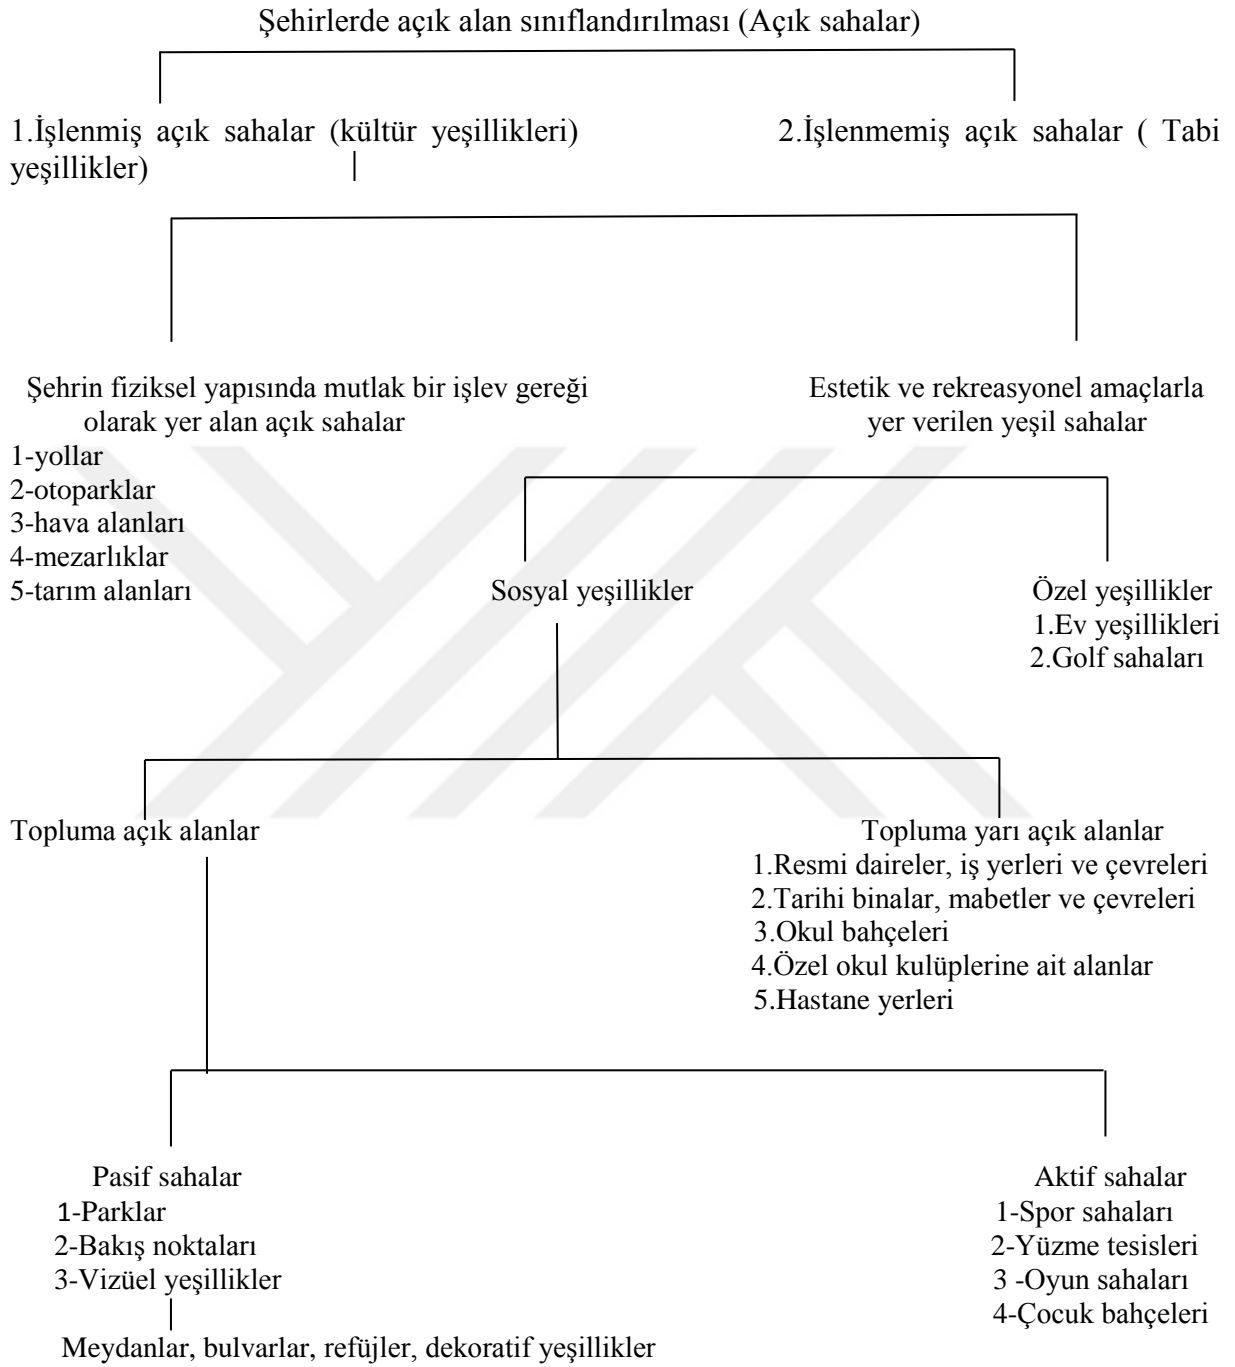 Şehirlerde açık alan sınıflandırılması (Açık sahalar)
1.İşlenmiş açık sahalar (kültür yeşillikleri) 2.İşlenmemiş açık sahalar ( Tabi
yeşillikler)
Şehrin fiziksel yapısında mutlak bir işlev gereği
olarak yer alan açık sahalar
1-yollar
2-otoparklar
3-hava alanları
4-mezarlıklar
5-tarım alanları
Estetik ve rekreasyonel amaçlarla
yer verilen yeşil sahalar
Sosyal yeşillikler
Özel yeşillikler
1.Ev yeşillikleri
2.Golf sahaları
Topluma açık alanlar
Topluma yarı açık alanlar
1.Resmi daireler, iş yerleri ve çevreleri
2.Tarihi binalar, mabetler ve çevreleri
3.Okul bahçeleri
4.Özel okul kulüplerine ait alanlar
5.Hastane yerleri
Pasif sahalar
1-Parklar
2-Bakış noktaları
3-Vizüel yeşillikler
Meydanlar, bulvarlar, refüjler, dekoratif yeşillikler
Aktif sahalar
1-Spor sahaları
2-Yüzme tesisleri
3 -Oyun sahaları
4-Çocuk bahçeleri